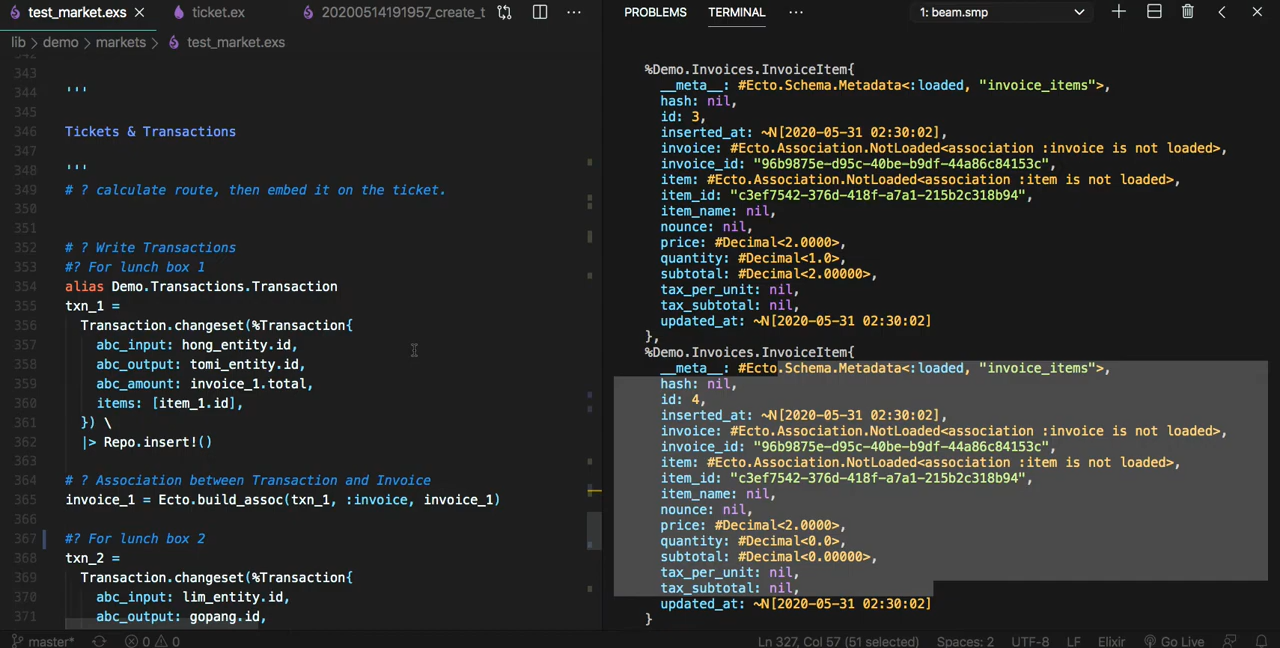 test_market.exs
ticket.ex
20200514191957_create_t
lib > demo > markets > test_market.exs
342
343
344 '''
345
346 Tickets & Transactions
347
348 '''
349 # ? calculate route, then embed it on the ticket.
350
351
352 # ? Write Transactions
353 #? For lunch box 1
354 alias Demo.Transactions.Transaction
355 txn_1 =
356 Transaction.changeset(%Transaction{
357 abc_input: hong_entity.id,
358 abc_output: tomi_entity.id,
359 abc_amount: invoice_1.total,
360 items: [item_1.id],
361 }) \
362 |> Repo.insert!()
363
364 # ? Association between Transaction and Invoice
365 invoice_1 = Ecto.build_assoc(txn_1, :invoice, invoice_1)
366
367 #? For lunch box 2
368 txn_2 =
369 Transaction.changeset(%Transaction{
370 abc_input: lim_entity.id,
371 abc_output: gopang.id,
PROBLEMS TERMINAL ··· 1: beam.smp
%Demo.Invoices.InvoiceItem{
__meta__: #Ecto.Schema.Metadata<:loaded, "invoice_items">,
hash: nil,
id: 3,
inserted_at: ~N[2020-05-31 02:30:02],
invoice: #Ecto.Association.NotLoaded<association :invoice is not loaded>,
invoice_id: "96b9875e-d95c-40be-b9df-44a86c84153c",
item: #Ecto.Association.NotLoaded<association :item is not loaded>,
item_id: "c3ef7542-376d-418f-a7a1-215b2c318b94",
item_name: nil,
nounce: nil,
price: #Decimal<2.0000>,
quantity: #Decimal<1.0>,
subtotal: #Decimal<2.00000>,
tax_per_unit: nil,
tax_subtotal: nil,
updated_at: ~N[2020-05-31 02:30:02]
},
%Demo.Invoices.InvoiceItem{
__meta__: #Ecto.Schema.Metadata<:loaded, "invoice_items">,
hash: nil,
id: 4,
inserted_at: ~N[2020-05-31 02:30:02],
invoice: #Ecto.Association.NotLoaded<association :invoice is not loaded>,
invoice_id: "96b9875e-d95c-40be-b9df-44a86c84153c",
item: #Ecto.Association.NotLoaded<association :item is not loaded>,
item_id: "c3ef7542-376d-418f-a7a1-215b2c318b94",
item_name: nil,
nounce: nil,
price: #Decimal<2.0000>,
quantity: #Decimal<0.0>,
subtotal: #Decimal<0.00000>,
tax_per_unit: nil,
tax_subtotal: nil,
updated_at: ~N[2020-05-31 02:30:02]
}
master* 0 0 Ln 327, Col 57 (51 selected) Spaces: 2 UTF-8 LF Elixir Go Live